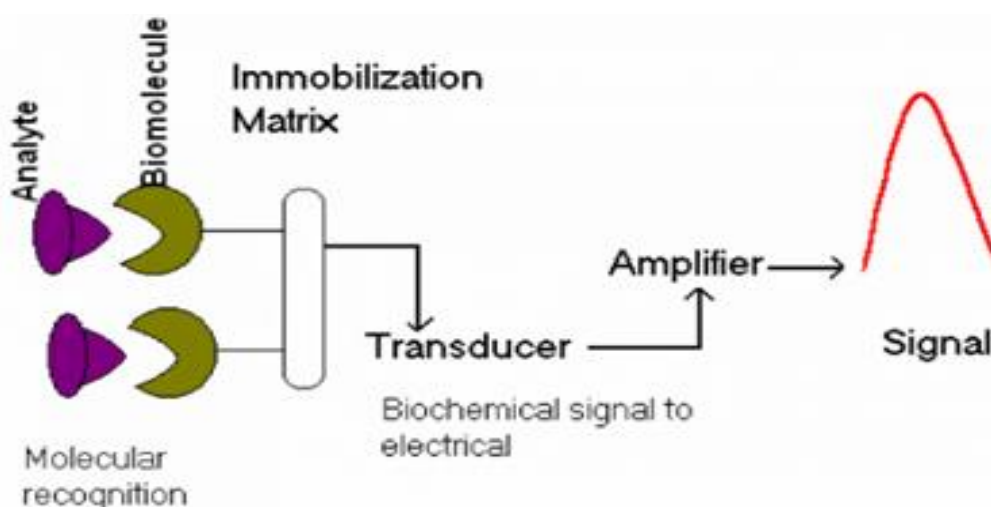 Analyte
Biomolecule
Immobilization
Matrix
Amplifier
Transducer
Signal
Biochemical signal to
electrical
Molecular
recognition